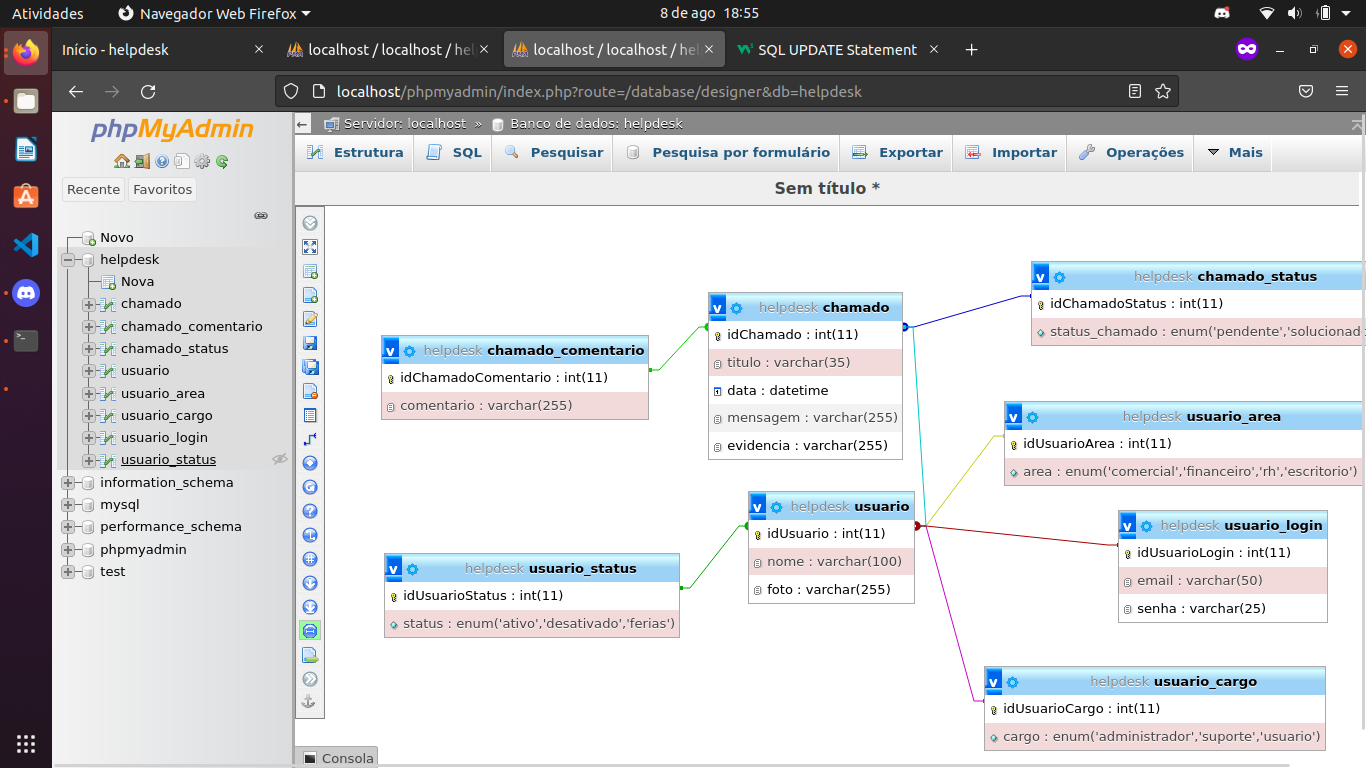 Atividades
Navegador Web Firefox
8 de ago 18:55
Início - helpdesk
localhost / localhost / hel
localhost / localhost / hel
SQL UPDATE Statement
localhost/phpmyadmin/index.php?route=/database/designer&db=helpdesk
phpMyAdmin
Recente
Favoritos
Novo
helpdesk
Nova
chamado
chamado_comentario
chamado_status
usuario
usuario_area
usuario_cargo
usuario_login
usuario_status
information_schema
mysql
performance_schema
phpmyadmin
test
Servidor: localhost » Banco de dados: helpdesk
Estrutura
SQL
Pesquisar
Pesquisa por formulário
Exportar
Importar
Operações
Mais
Sem título *
v helpdesk chamado_comentario
idChamadoComentario : int(11)
comentario : varchar(255)
v helpdesk chamado
idChamado : int(11)
titulo : varchar(35)
data : datetime
mensagem : varchar(255)
evidencia : varchar(255)
v helpdesk chamado_status
idChamadoStatus : int(11)
status_chamado : enum('pendente','solucionad
v helpdesk usuario_area
idUsuarioArea : int(11)
area : enum('comercial','financeiro','rh','escritorio')
v helpdesk usuario
idUsuario : int(11)
nome : varchar(100)
foto : varchar(255)
v helpdesk usuario_login
idUsuarioLogin : int(11)
email : varchar(50)
senha : varchar(25)
v helpdesk usuario_status
idUsuarioStatus : int(11)
status : enum('ativo','desativado','ferias')
v helpdesk usuario_cargo
idUsuarioCargo : int(11)
cargo : enum('administrador','suporte','usuario')
Consola